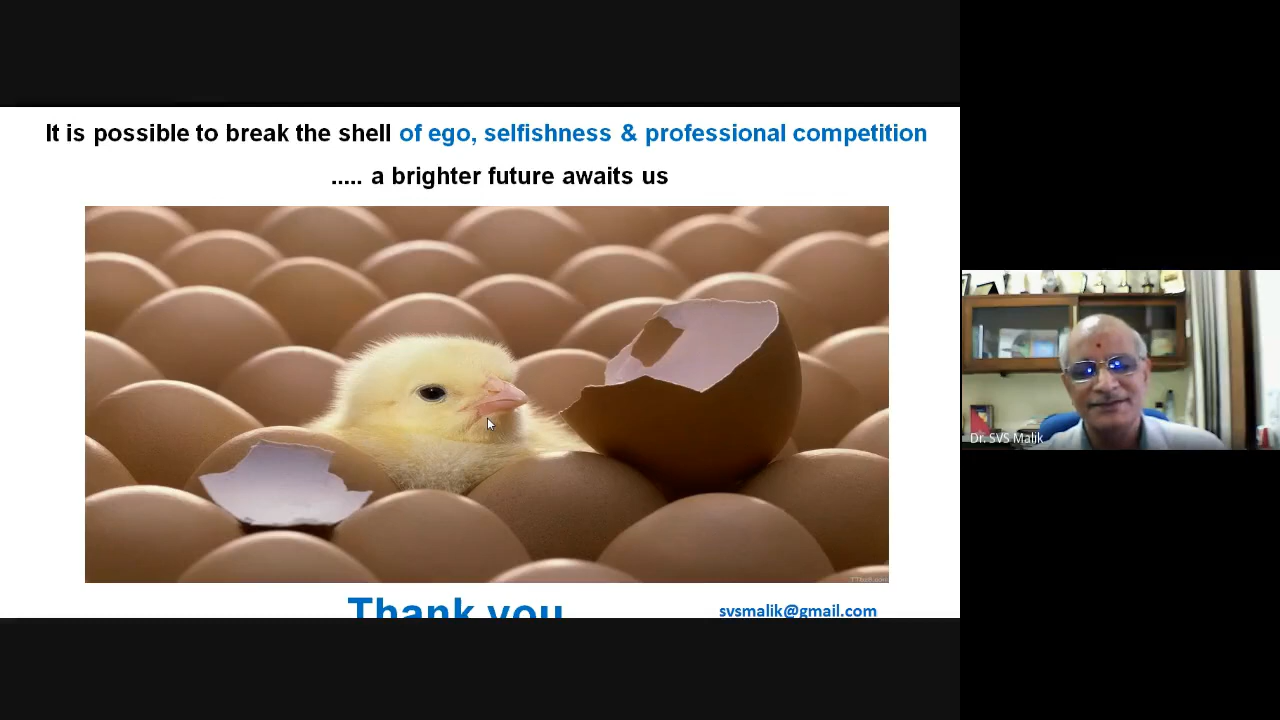 It is possible to break the shell of ego, selfishness & professional competition
..... a brighter future awaits us
Thank you
svsmalik@gmail.com
Dr. SVS Malik